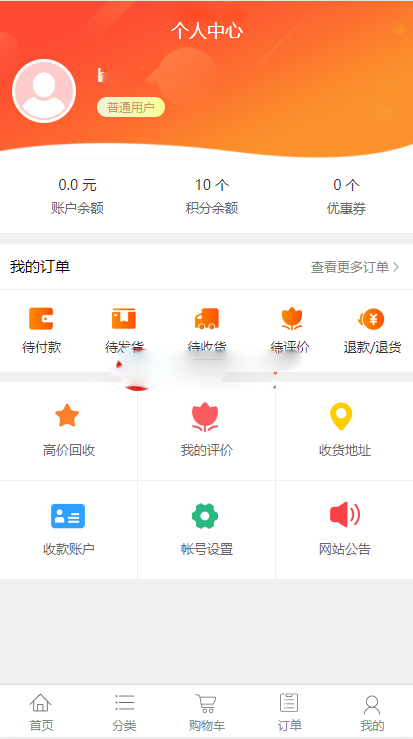 个人中心
普通用户
0.0 元
10 个
0 个
账户余额
积分余额
优惠券
我的订单
查看更多订单
待付款
待发货
待收货
待评价
退款/退货
高价回收
我的评价
收货地址
收款账户
帐号设置
网站公告
首页
分类
购物车
订单
我的